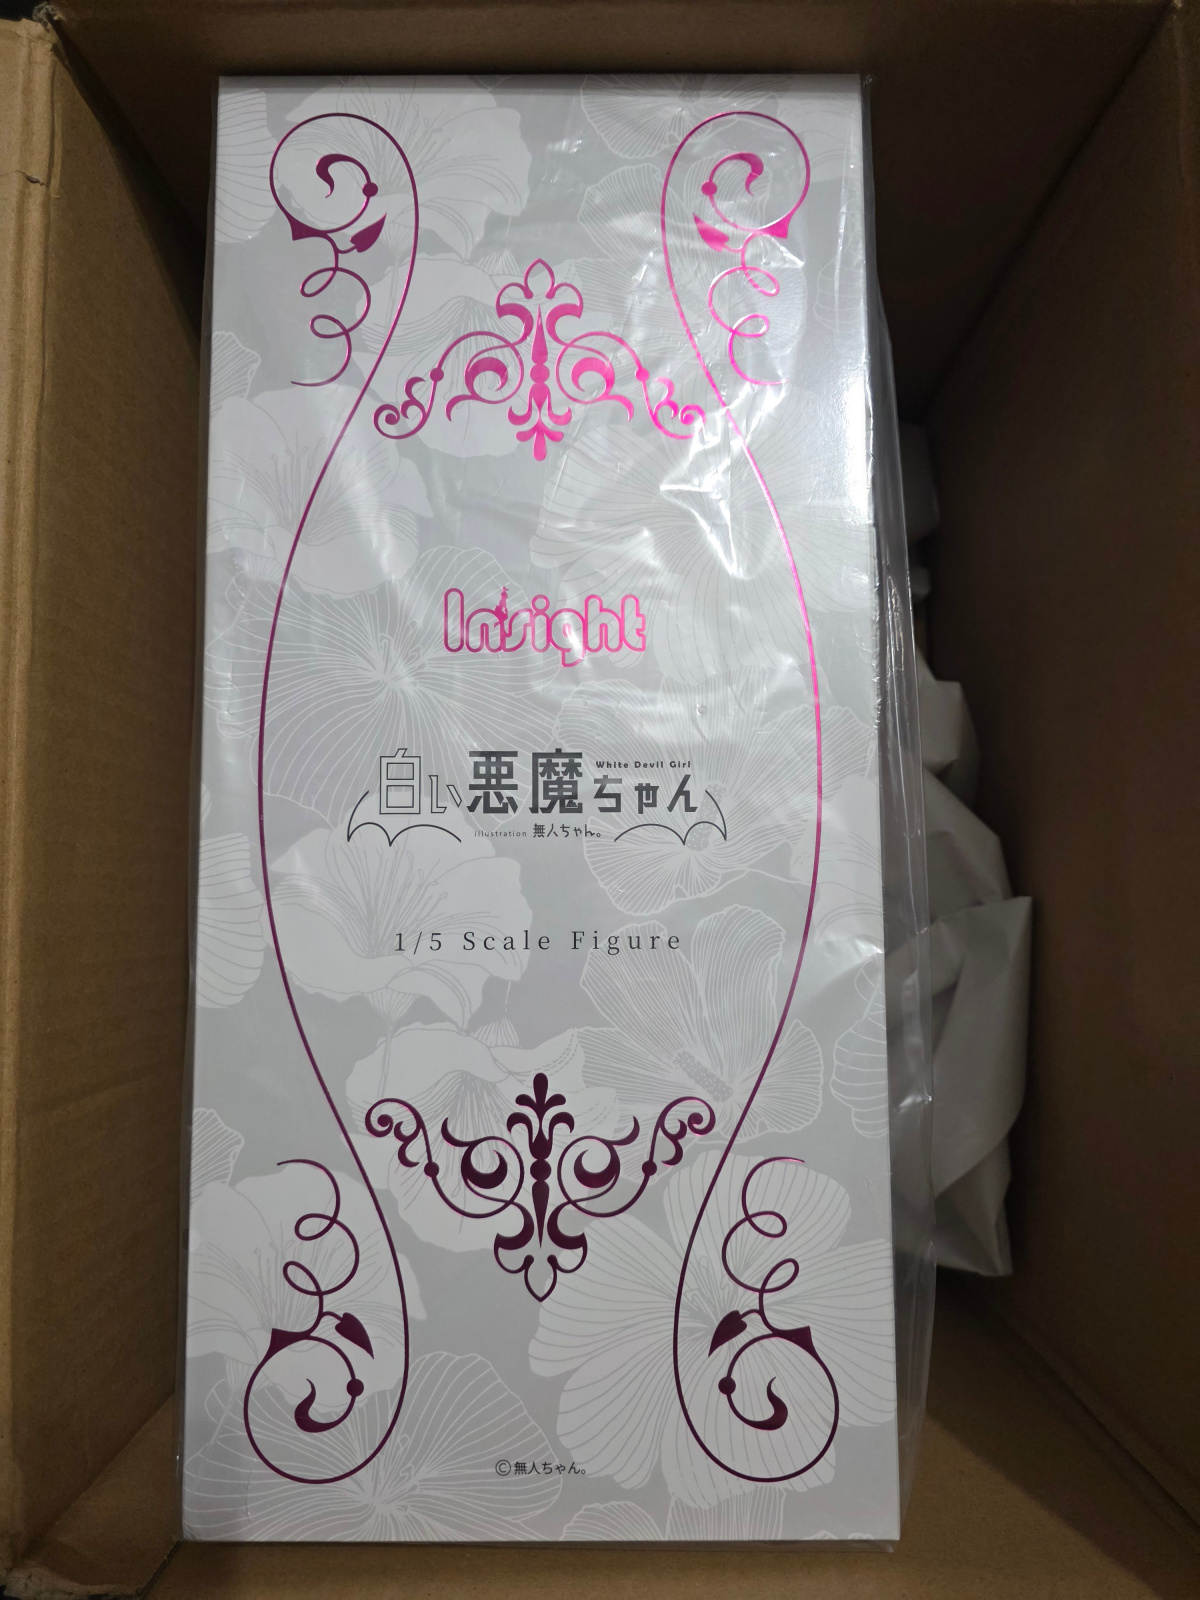 Insight
白い悪魔ちゃん
White Devil Girl
illustration 無人ちゃん。
1/5 Scale Figure
©無人ちゃん。